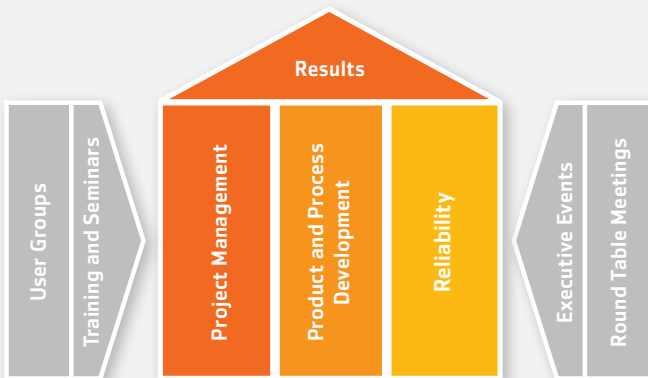 Results
User Groups
Training and Seminars
Project Management
Product and Process
Development
Reliability
Executive Events
Round Table Meetings